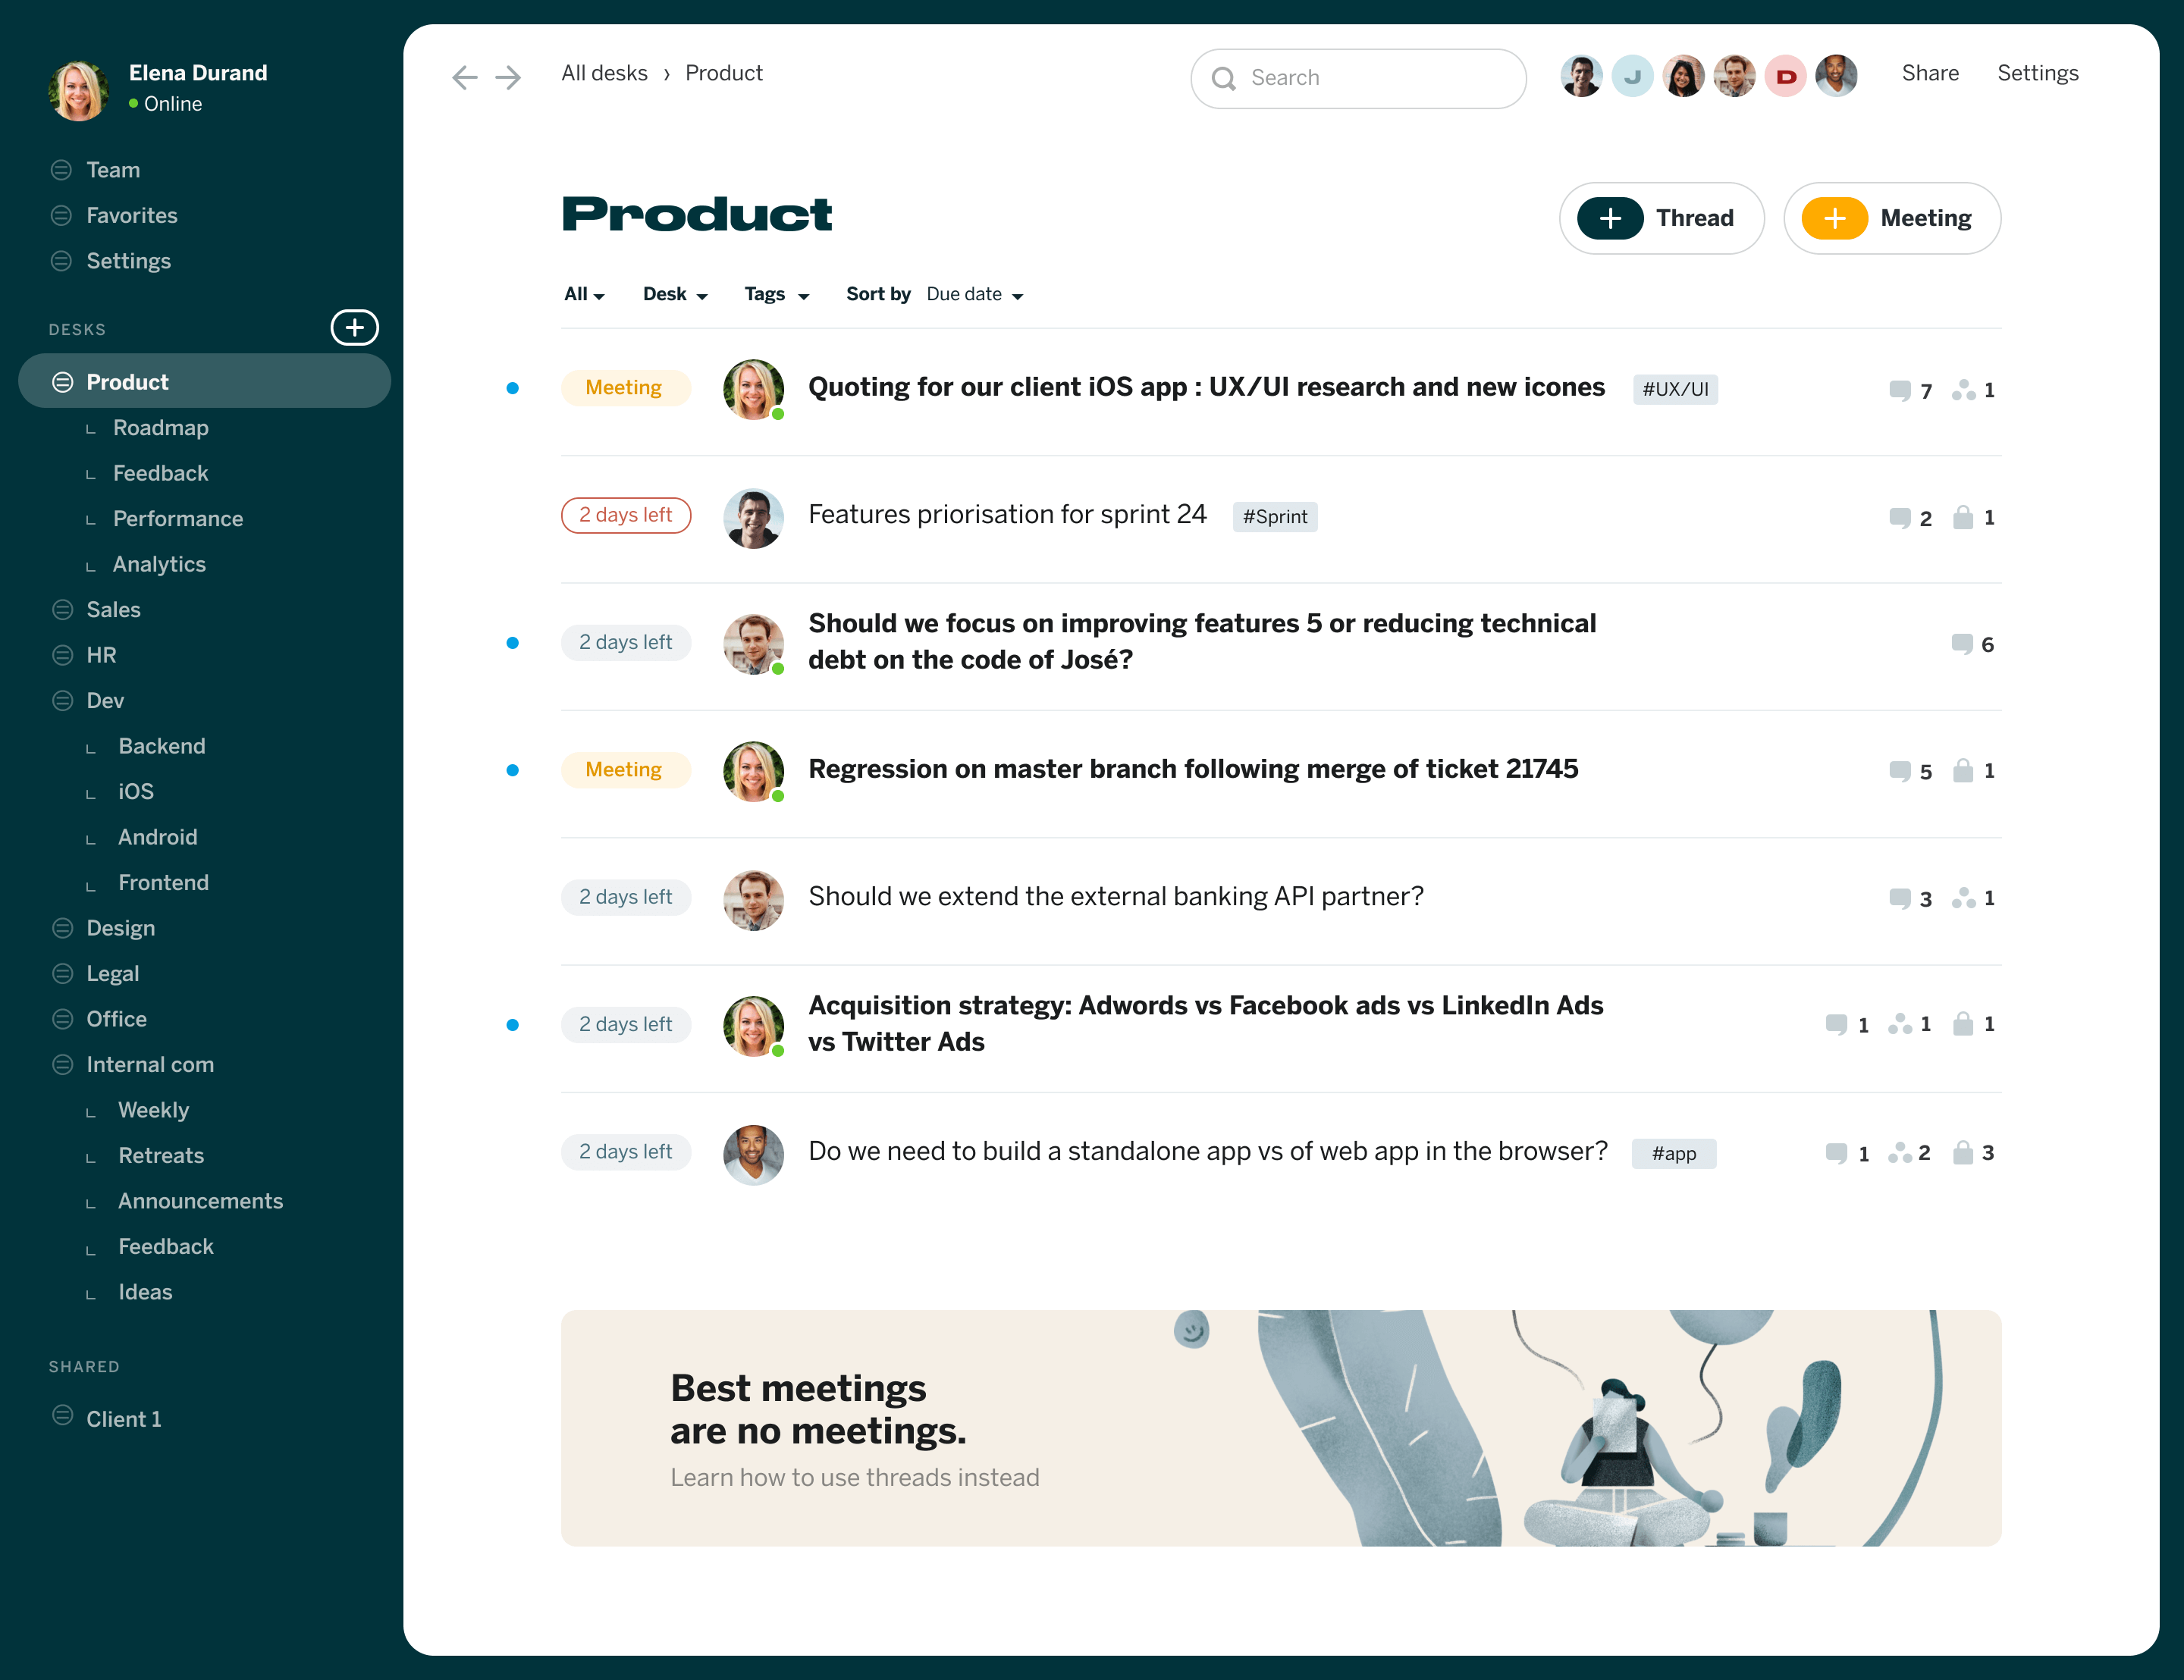 Elena Durand
Online
Team
Favorites
Settings
DESKS
Product
Roadmap
Feedback
Performance
Analytics
Sales
HR
Dev
Backend
iOS
Android
Frontend
Design
Legal
Office
Internal com
Weekly
Retreats
Announcements
Feedback
Ideas
SHARED
Client 1
All desks › Product
Search
J
D
Share
Settings
Product
Thread
Meeting
All
Desk
Tags
Sort by Due date
Meeting
Quoting for our client iOS app : UX/UI research and new icones
#UX/UI
7 1
2 days left
Features priorisation for sprint 24
#Sprint
2 1
2 days left
Should we focus on improving features 5 or reducing technical
debt on the code of José?
6
Meeting
Regression on master branch following merge of ticket 21745
5 1
2 days left
Should we extend the external banking API partner?
3 1
2 days left
Acquisition strategy: Adwords vs Facebook ads vs LinkedIn Ads
vs Twitter Ads
1 1 1
2 days left
Do we need to build a standalone app vs of web app in the browser?
#app
1 2 3
Best meetings
are no meetings.
Learn how to use threads instead